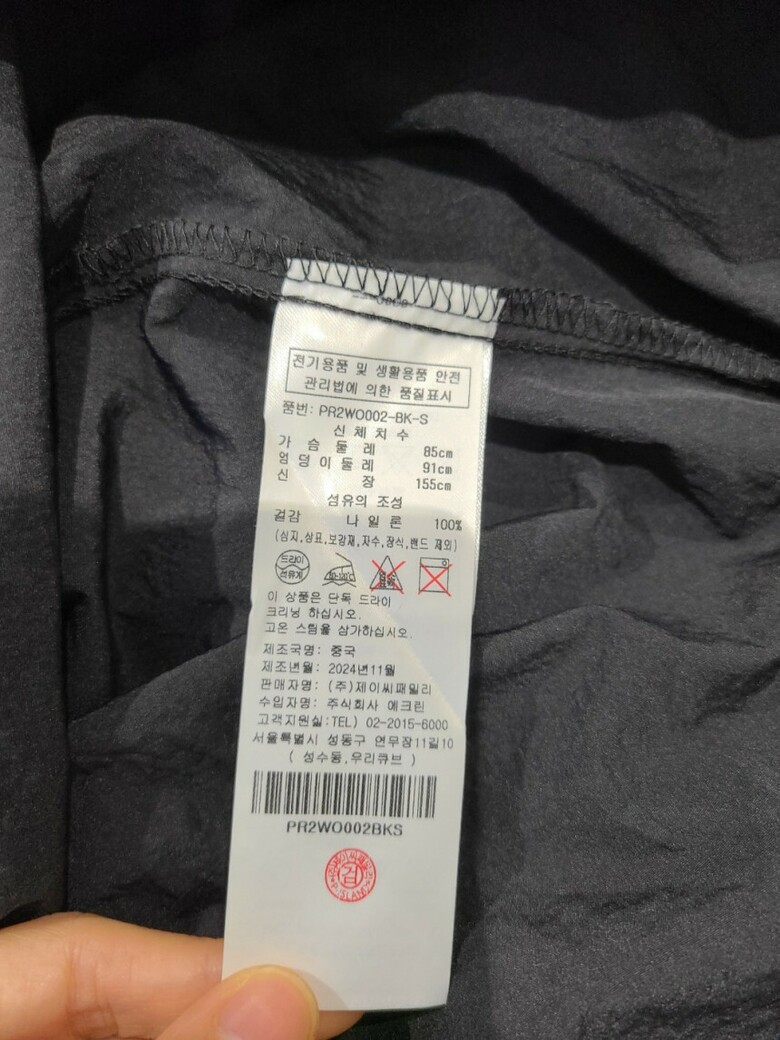 전기용품 및 생활용품 안전
관리법에 의한 품질표시
품번: PR2WO002-BK-S
신 체 치 수
가 슴 둘 레 85cm
엉 덩 이 둘 레 91cm
신 장 155cm
섬유의 조성
겉감 나 일 론 100%
(심지,상표,보강재,자수,장식,밴드 제외)
드라이
석유계
이 상품은 단독 드라이
크리닝 하십시오.
고온 스팀을 삼가하십시오.
제조국명: 중국
제조년월: 2024년11월
판매자명: (주)제이씨패밀리
수입자명: 주식회사 에크린
고객지원실:TEL) 02-2015-6000
서울특별시 성동구 연무장11길10
( 성수동,우리큐브 )
PR2WO002BKS
검